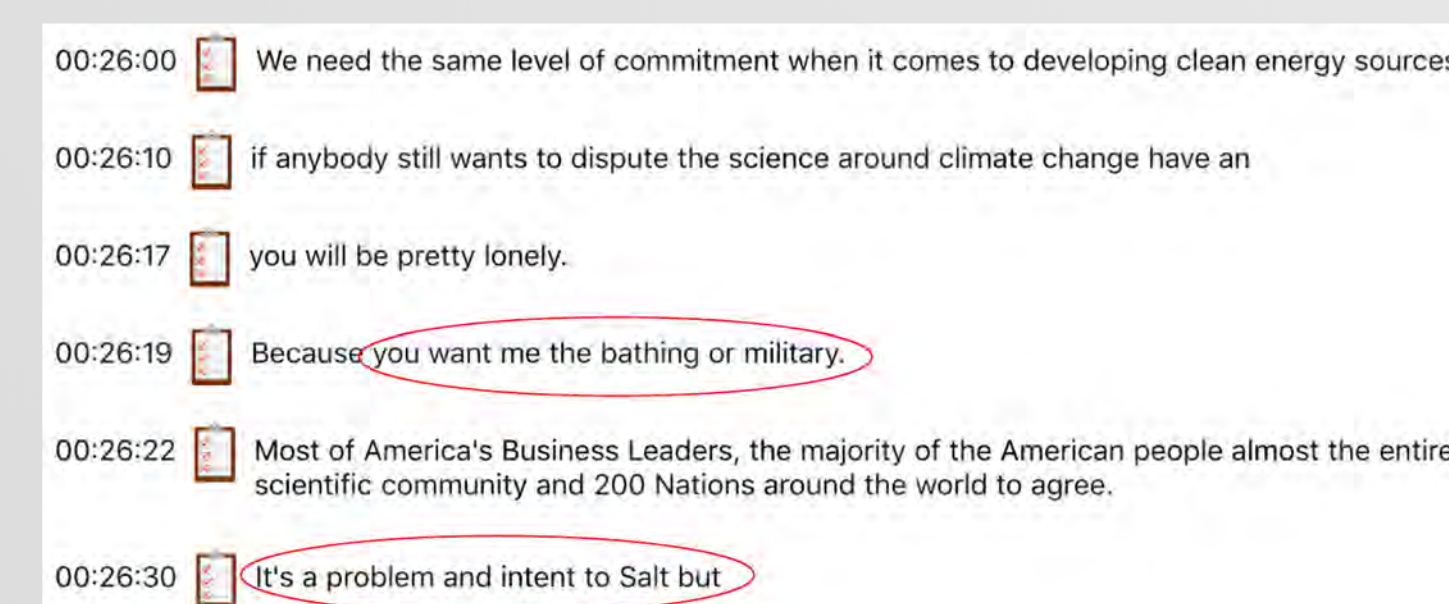 00:26:00 We need the same level of commitment when it comes to developing clean energy sources
00:26:10 if anybody still wants to dispute the science around climate change have an
00:26:17 you will be pretty lonely.
00:26:19 Because you want me the bathing or military.
00:26:22 Most of America's Business Leaders, the majority of the American people almost the entire
scientific community and 200 Nations around the world to agree.
00:26:30 It's a problem and intent to Salt but